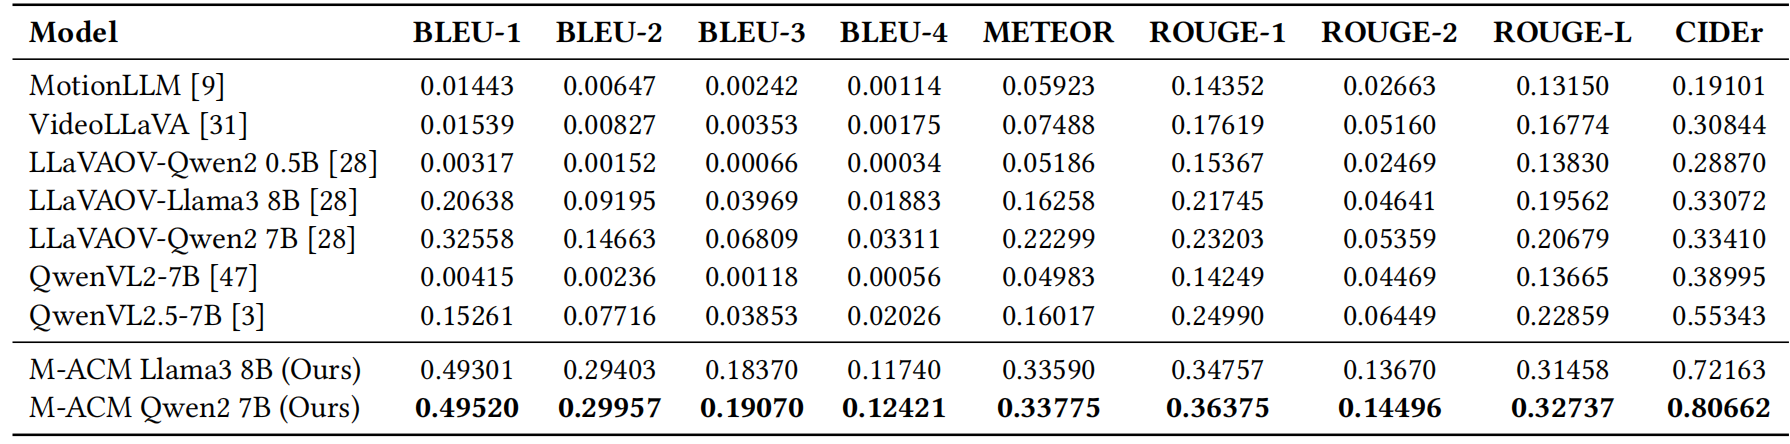 Model BLEU-1 BLEU-2 BLEU-3 BLEU-4 METEOR ROUGE-1 ROUGE-2 ROUGE-L CIDEr
MotionLLM [9] 0.01443 0.00647 0.00242 0.00114 0.05923 0.14352 0.02663 0.13150 0.19101
VideoLLaVA [31] 0.01539 0.00827 0.00353 0.00175 0.07488 0.17619 0.05160 0.16774 0.30844
LLaVAOV-Qwen2 0.5B [28] 0.00317 0.00152 0.00066 0.00034 0.05186 0.15367 0.02469 0.13830 0.28870
LLaVAOV-Llama3 8B [28] 0.20638 0.09195 0.03969 0.01883 0.16258 0.21745 0.04641 0.19562 0.33072
LLaVAOV-Qwen2 7B [28] 0.32558 0.14663 0.06809 0.03311 0.22299 0.23203 0.05359 0.20679 0.33410
QwenVL2-7B [47] 0.00415 0.00236 0.00118 0.00056 0.04983 0.14249 0.04469 0.13665 0.38995
QwenVL2.5-7B [3] 0.15261 0.07716 0.03853 0.02026 0.16017 0.24990 0.06449 0.22859 0.55343
M-ACM Llama3 8B (Ours) 0.49301 0.29403 0.18370 0.11740 0.33590 0.34757 0.13670 0.31458 0.72163
M-ACM Qwen2 7B (Ours) 0.49520 0.29957 0.19070 0.12421 0.33775 0.36375 0.14496 0.32737 0.80662